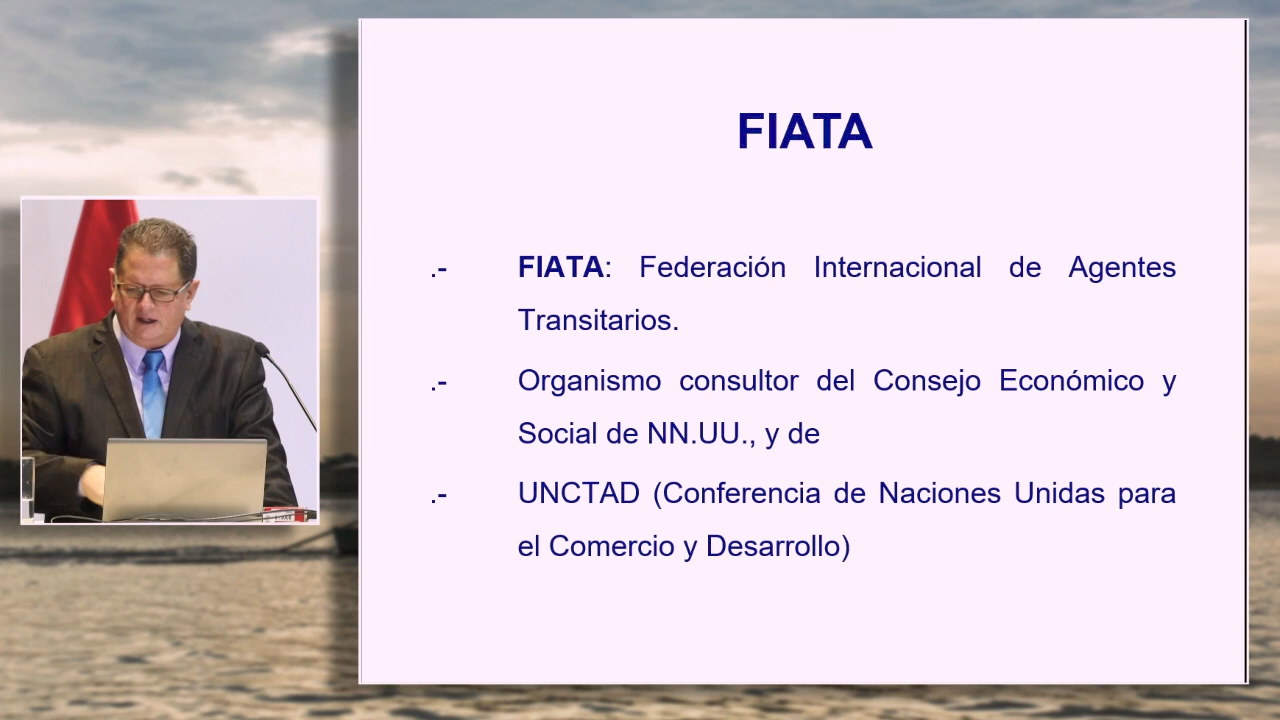 FIATA
.- FIATA: Federación Internacional de Agentes
Transitarios.
.- Organismo consultor del Consejo Económico y
Social de NN.UU., y de
.- UNCTAD (Conferencia de Naciones Unidas para
el Comercio y Desarrollo)